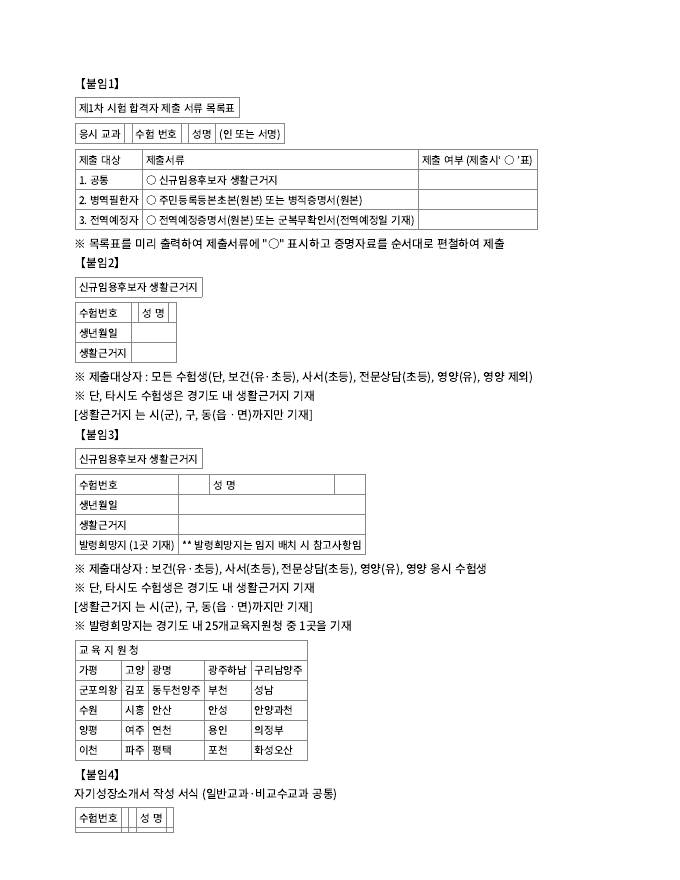 【붙임1】
제1차 시험 합격자 제출 서류 목록표
응시 교과 수험 번호 성명 (인 또는 서명)
제출 대상 제출서류 제출 여부 (제출시‘ ○ ’표)
1. 공통 ○ 신규임용후보자 생활근거지
2. 병역필한자 ○ 주민등록등본초본(원본) 또는 병적증명서(원본)
3. 전역예정자 ○ 전역예정증명서(원본) 또는 군복무확인서(전역예정일 기재)
※ 목록표를 미리 출력하여 제출서류에 "○" 표시하고 증명자료를 순서대로 편철하여 제출
【붙임2】
신규임용후보자 생활근거지
수험번호 성 명
생년월일
생활근거지
※ 제출대상자 : 모든 수험생(단, 보건(유·초등), 사서(초등), 전문상담(초등), 영양(유), 영양 제외)
※ 단, 타시도 수험생은 경기도 내 생활근거지 기재
[생활근거지 는 시(군), 구, 동(읍ㆍ면)까지만 기재]
【붙임3】
신규임용후보자 생활근거지
수험번호 성 명
생년월일
생활근거지
발령희망지 (1곳 기재) ** 발령희망지는 임지 배치 시 참고사항임
※ 제출대상자 : 보건(유·초등), 사서(초등), 전문상담(초등), 영양(유), 영양 응시 수험생
※ 단, 타시도 수험생은 경기도 내 생활근거지 기재
[생활근거지 는 시(군), 구, 동(읍ㆍ면)까지만 기재]
※ 발령희망지는 경기도 내 25개교육지원청 중 1곳을 기재
교 육 지 원 청
가평 고양 광명 광주하남 구리남양주
군포의왕 김포 동두천양주 부천 성남
수원 시흥 안산 안성 안양과천
양평 여주 연천 용인 의정부
이천 파주 평택 포천 화성오산
【붙임4】
자기성장소개서 작성 서식 (일반교과·비교수교과 공통)
수험번호 성 명